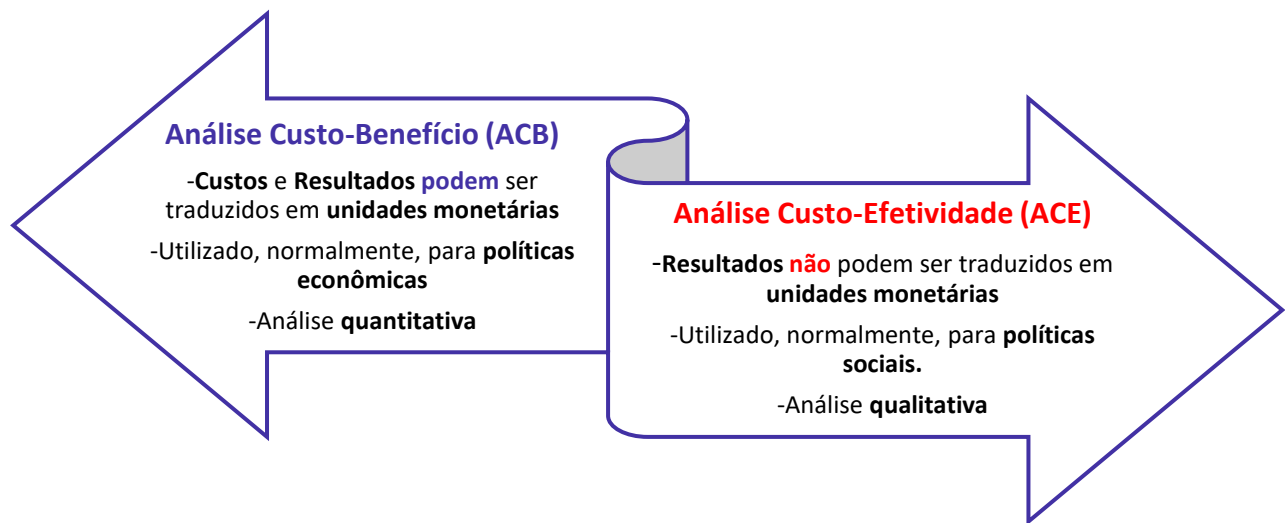 Análise Custo-Benefício (ACB)
-Custos e Resultados podem ser
traduzidos em unidades monetárias
-Utilizado, normalmente, para políticas
econômicas
-Análise quantitativa
Análise Custo-Efetividade (ACE)
-Resultados não podem ser traduzidos em
unidades monetárias
-Utilizado, normalmente, para políticas
sociais.
-Análise qualitativa